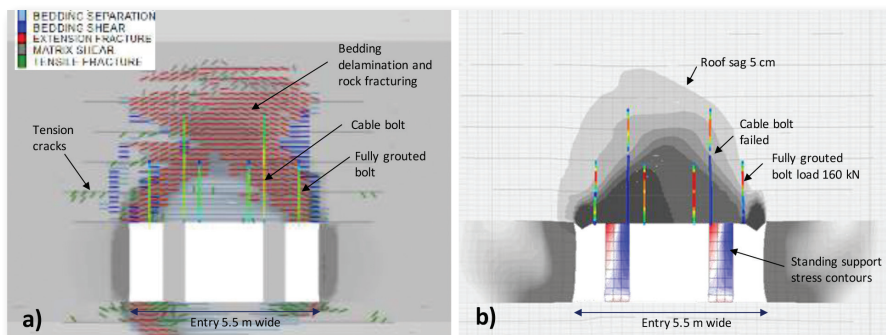 BEDDING SEPARATION
BEDDING SHEAR
EXTENSION FRACTURE
MATRIX SHEAR
TENSILE FRACTURE
Bedding
delamination and
rock fracturing
Tension
cracks
Cable bolt
Fully grouted
bolt
a)
Entry 5.5 m wide
Roof sag 5 cm
Cable bolt
failed
Fully grouted
bolt load 160 kN
Standing support
stress contours
b)
Entry 5.5 m wide